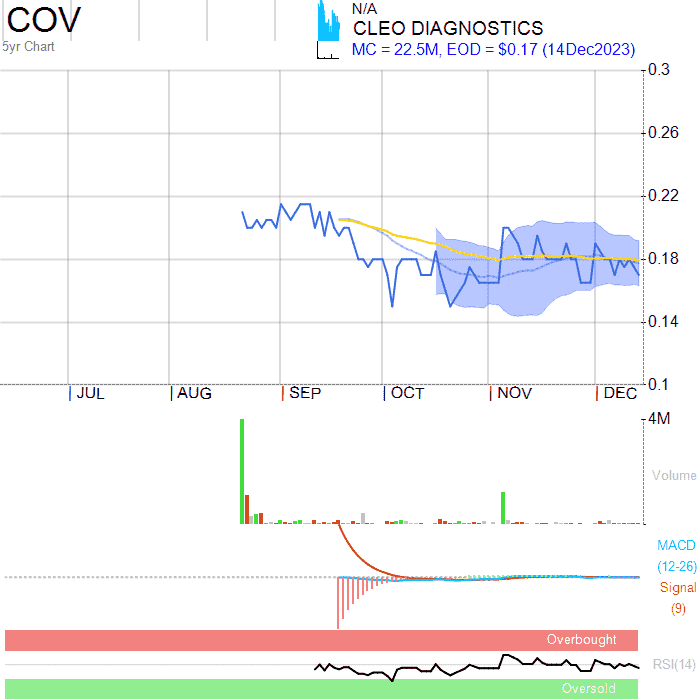 COV
5yr Chart
N/A
CLEO DIAGNOSTICS
MC = 22.5M, EOD = $0.17 (14Dec2023)
0.3
0.26
0.22
0.18
0.14
0.1
JUL AUG SEP OCT NOV DEC
4M
Volume
MACD
(12-26)
Signal
(9)
Overbought
RSI(14)
Oversold